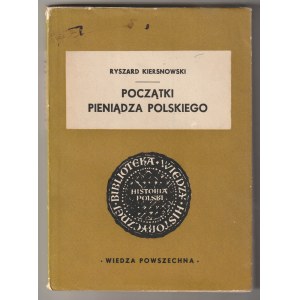 RYSZARD KIERSNOWSKI
POCZĄTKI
PIENIĄDZA POLSKIEGO
BIBLIOTEKA WIEDZY HISTORYCZNEJ
HISTORIA
POLSKI
- WIEDZA POWSZECHNA -